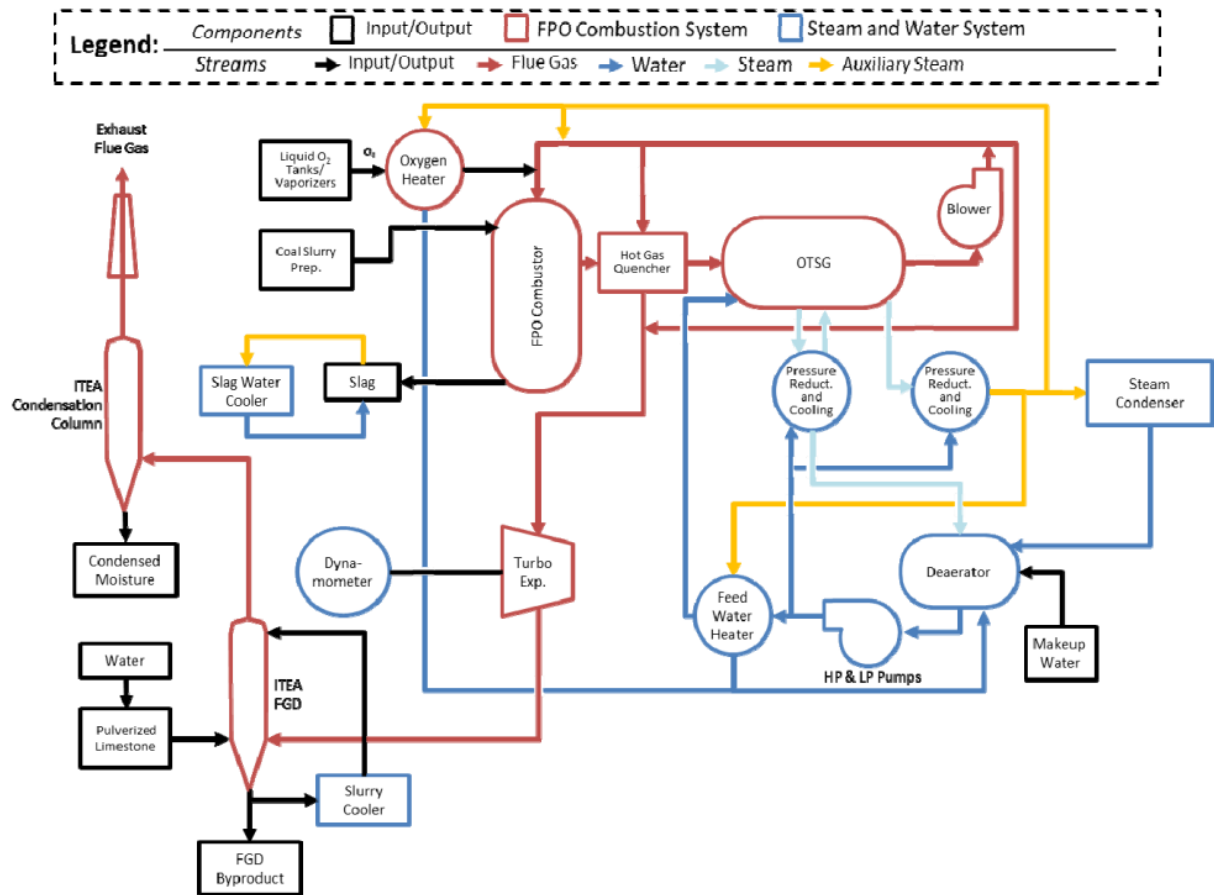 Legend:
Components
Input/Output
FPO Combustion System
Steam and Water System
Streams
Input/Output
Flue Gas
Water
Steam
Auxiliary Steam
Exhaust
Flue Gas
Liquid O₂
Tanks/
Vaporizers
O₂
Oxygen
Heater
Coal Slurry
Prep.
FPO Combustor
Hot Gas
Quencher
OTSG
Blower
ITEA
Condensation
Column
Slag Water
Cooler
Slag
Pressure
Reduct.
and
Cooling
Pressure
Reduct.
and
Cooling
Steam
Condenser
Condensed
Moisture
Dyna-
mometer
Turbo
Exp.
Feed
Water
Heater
HP & LP Pumps
Deaerator
Makeup
Water
Water
Pulverized
Limestone
ITEA
FGD
Slurry
Cooler
FGD
Byproduct